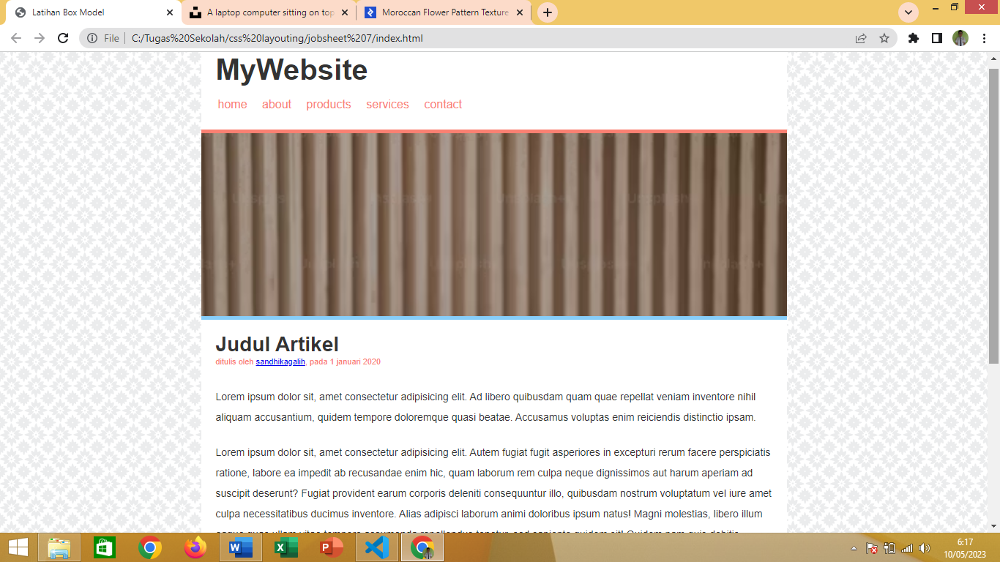 Latihan Box Model
A laptop computer sitting on top
Moroccan Flower Pattern Texture
File
C:/Tugas%20Sekolah/css%20layouting/jobsheet%207/index.html
MyWebsite
home about products services contact
Judul Artikel
ditulis oleh sandhikagalih, pada 1 januari 2020
Lorem ipsum dolor sit, amet consectetur adipisicing elit. Ad libero quibusdam quam quae repellat veniam inventore nihil
aliquam accusantium, quidem tempore doloremque quasi beatae. Accusamus voluptas enim reiciendis distinctio ipsam.
Lorem ipsum dolor sit, amet consectetur adipisicing elit. Autem fugiat fugit asperiores in excepturi rerum facere perspiciatis
ratione, labore ea impedit ab recusandae enim hic, quam laborum rem culpa neque dignissimos aut harum aperiam ad
suscipit deserunt? Fugiat provident earum corporis deleniti consequuntur illo, quibusdam nostrum voluptatum vel iure amet
culpa necessitatibus ducimus inventore. Alias adipisci laborum animi doloribus ipsum natus! Magni molestias, libero illum
6:17
10/05/2023